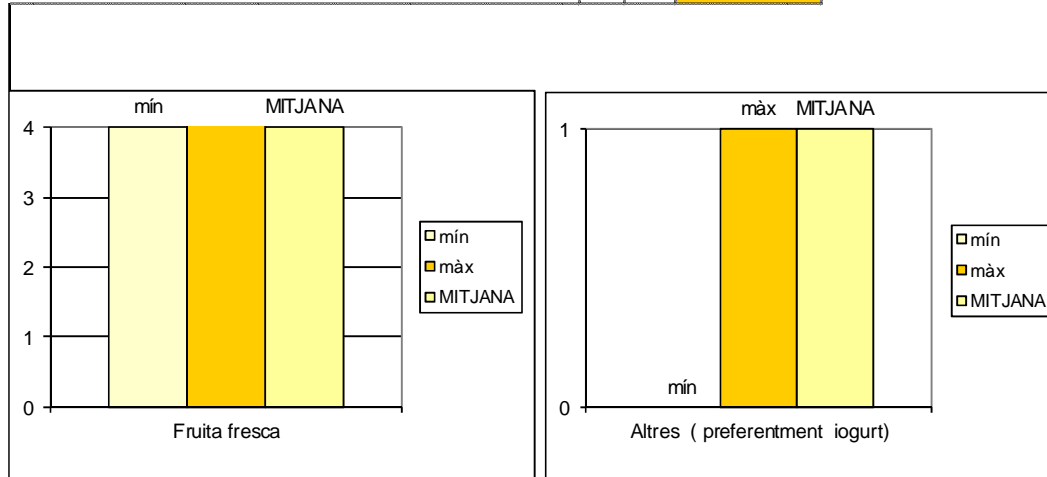 mín MITJANA
4
3
2
1
0
Fruita fresca
mín
màx
MITJANA
màx MITJANA
1
mín
0
Altres ( preferentment iogurt)
mín
màx
MITJANA